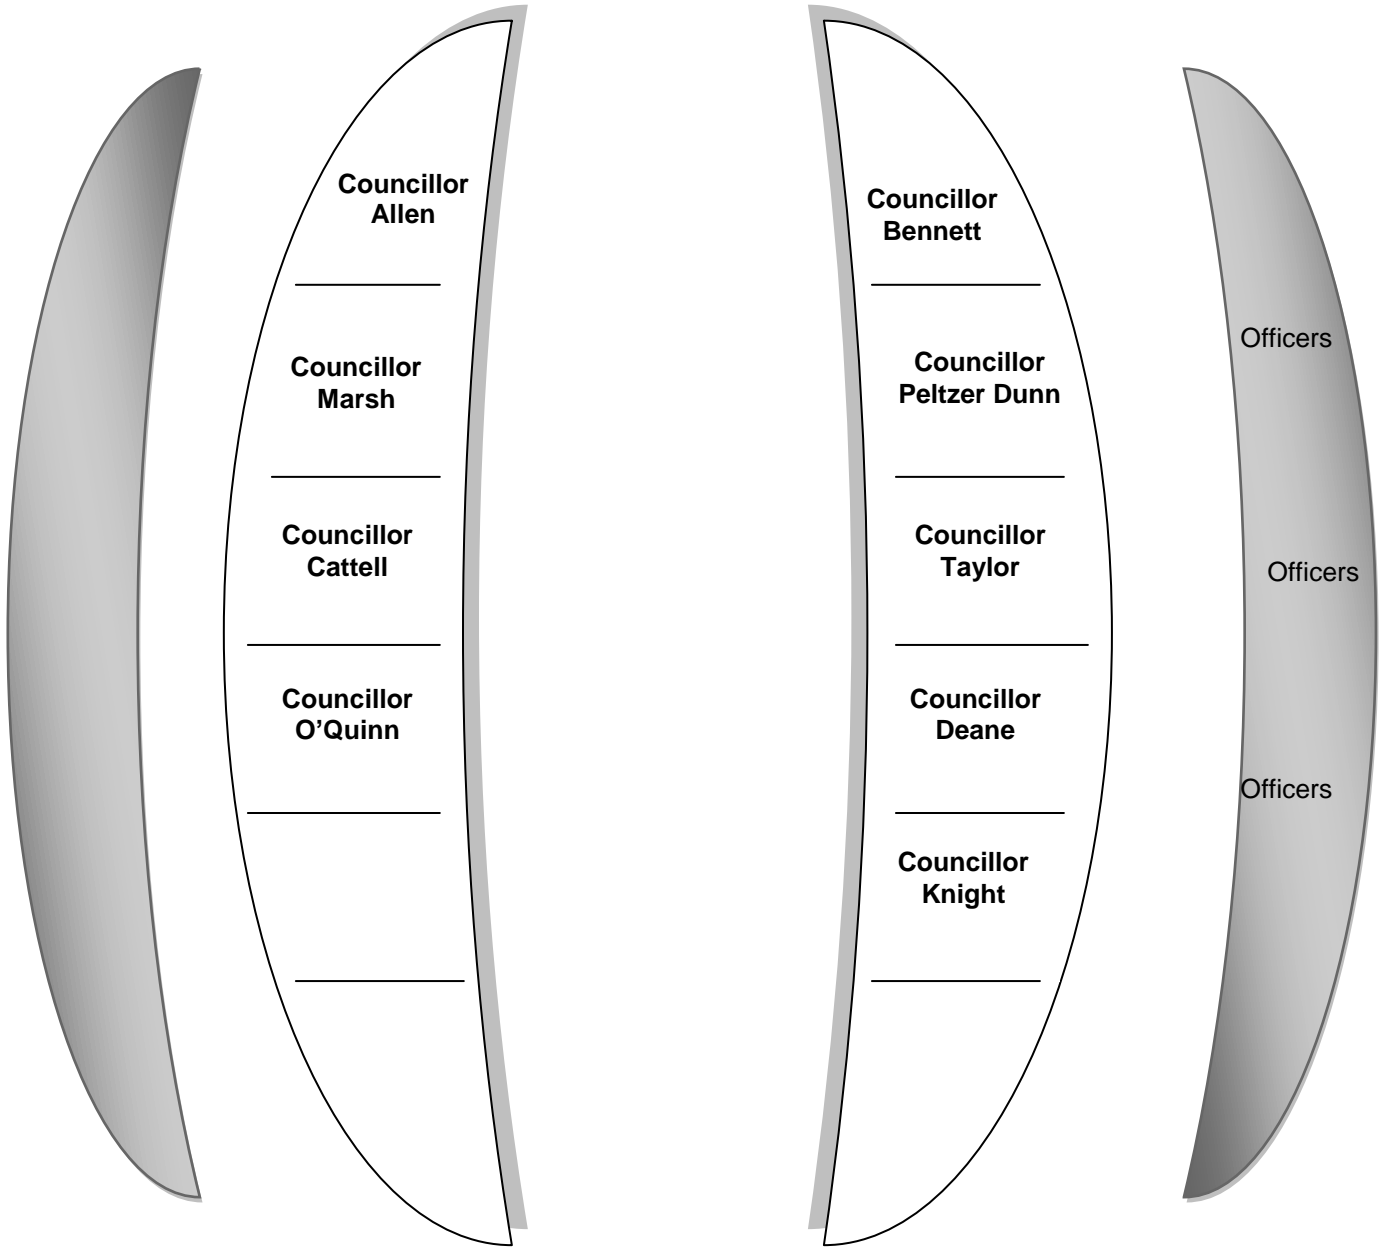 Councillor
Allen
Councillor
Marsh
Councillor
Cattell
Councillor
O’Quinn
Councillor
Bennett
Councillor
Peltzer Dunn
Councillor
Taylor
Councillor
Deane
Councillor
Knight
Officers
Officers
Officers